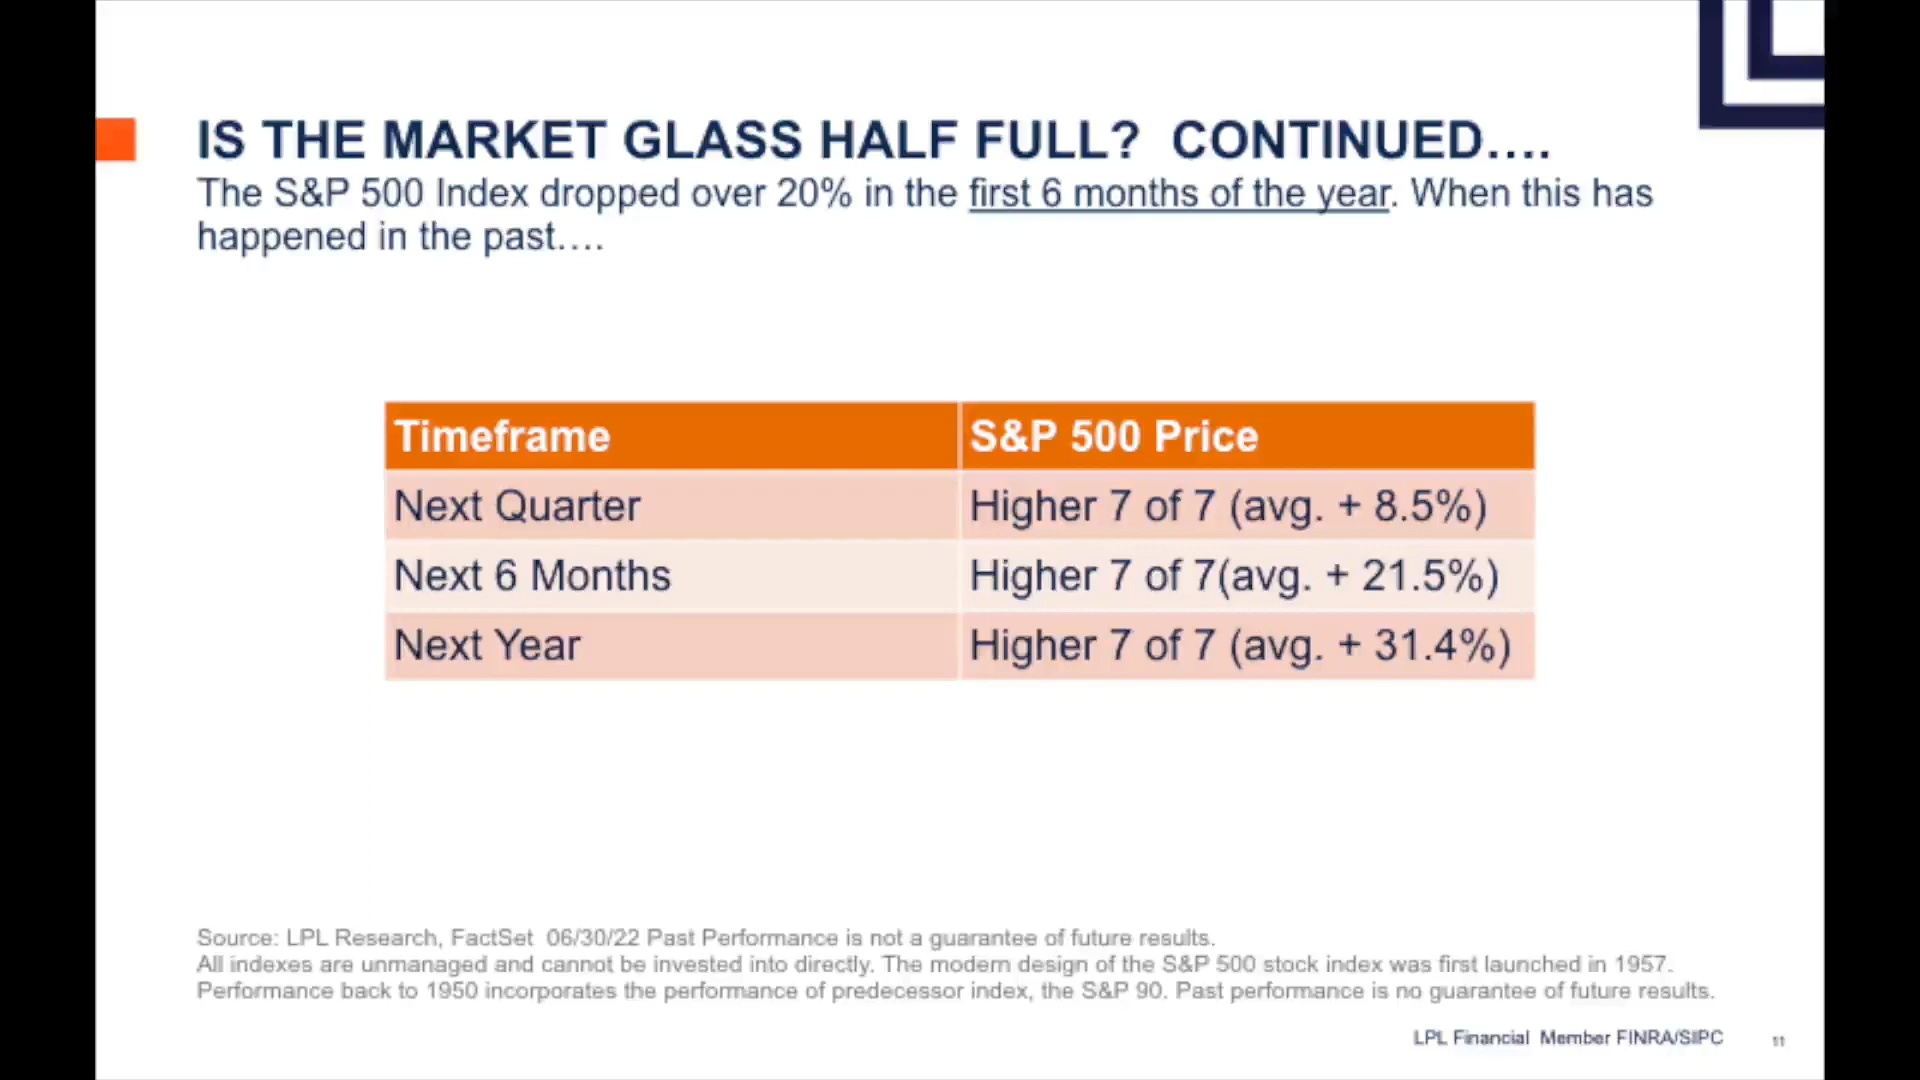 IS THE MARKET GLASS HALF FULL?  CONTINUED....
The S&P 500 Index dropped over 20% in the first 6 months of the year. When this has
happened in the past....
Timeframe S&P 500 Price
Next Quarter Higher 7 of 7 (avg. + 8.5%)
Next 6 Months Higher 7 of 7(avg. + 21.5%)
Next Year Higher 7 of 7 (avg. + 31.4%)
Source: LPL Research, FactSet  06/30/22 Past Performance is not a guarantee of future results.
All indexes are unmanaged and cannot be invested into directly. The modern design of the S&P 500 stock index was first launched in 1957.
Performance back to 1950 incorporates the performance of predecessor index, the S&P 90. Past performance is no guarantee of future results.
LPL Financial  Member FINRA/SIPC 11